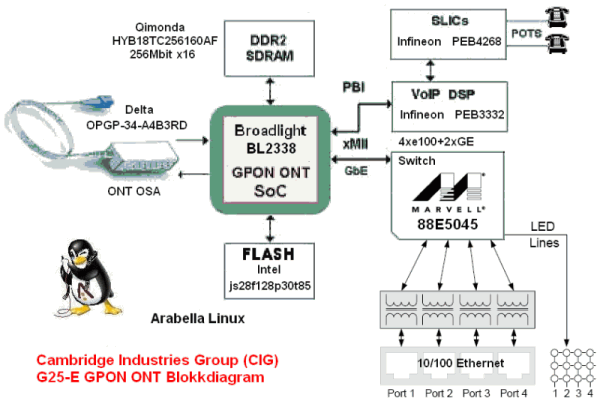 Qimonda
HYB18TC256160AF
256Mbit x16
DDR2
SDRAM
SLICs
Infineon PEB4268
POTS
PBI
VoIP DSP
Infineon PEB3332
Delta
OPGP-34-A4B3RD
ONT OSA
Broadlight
BL2338
GPON ONT
SoC
xMII
GbE
4xe100+2xGE
Switch
MARVELL®
88E5045
LED
Lines
FLASH
Intel
js28f128p30t85
Arabella Linux
Cambridge Industries Group (CIG)
G25-E GPON ONT Blokkdiagram
10/100 Ethernet
Port 1 Port 2 Port 3 Port 4
1 2 3 4